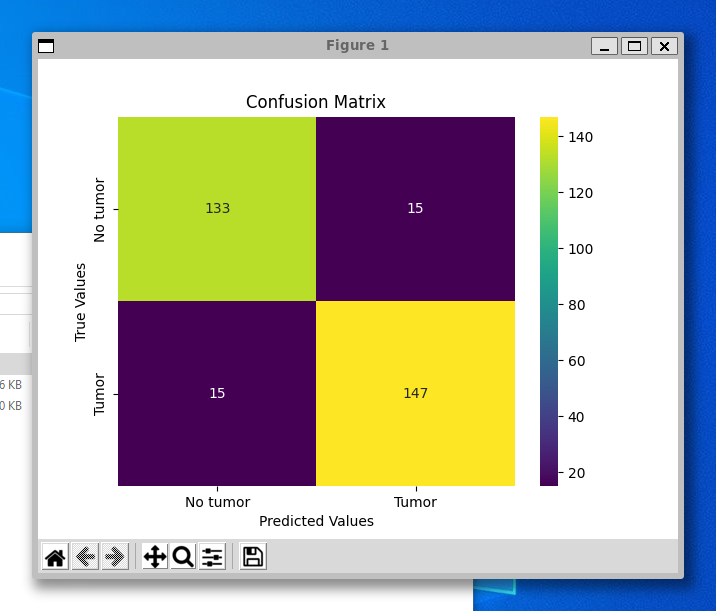 Figure 1
Confusion Matrix
140
120
100
80
60
40
20
True Values
No tumor
Tumor
133
15
15
147
No tumor
Tumor
Predicted Values
6 KB
0 KB